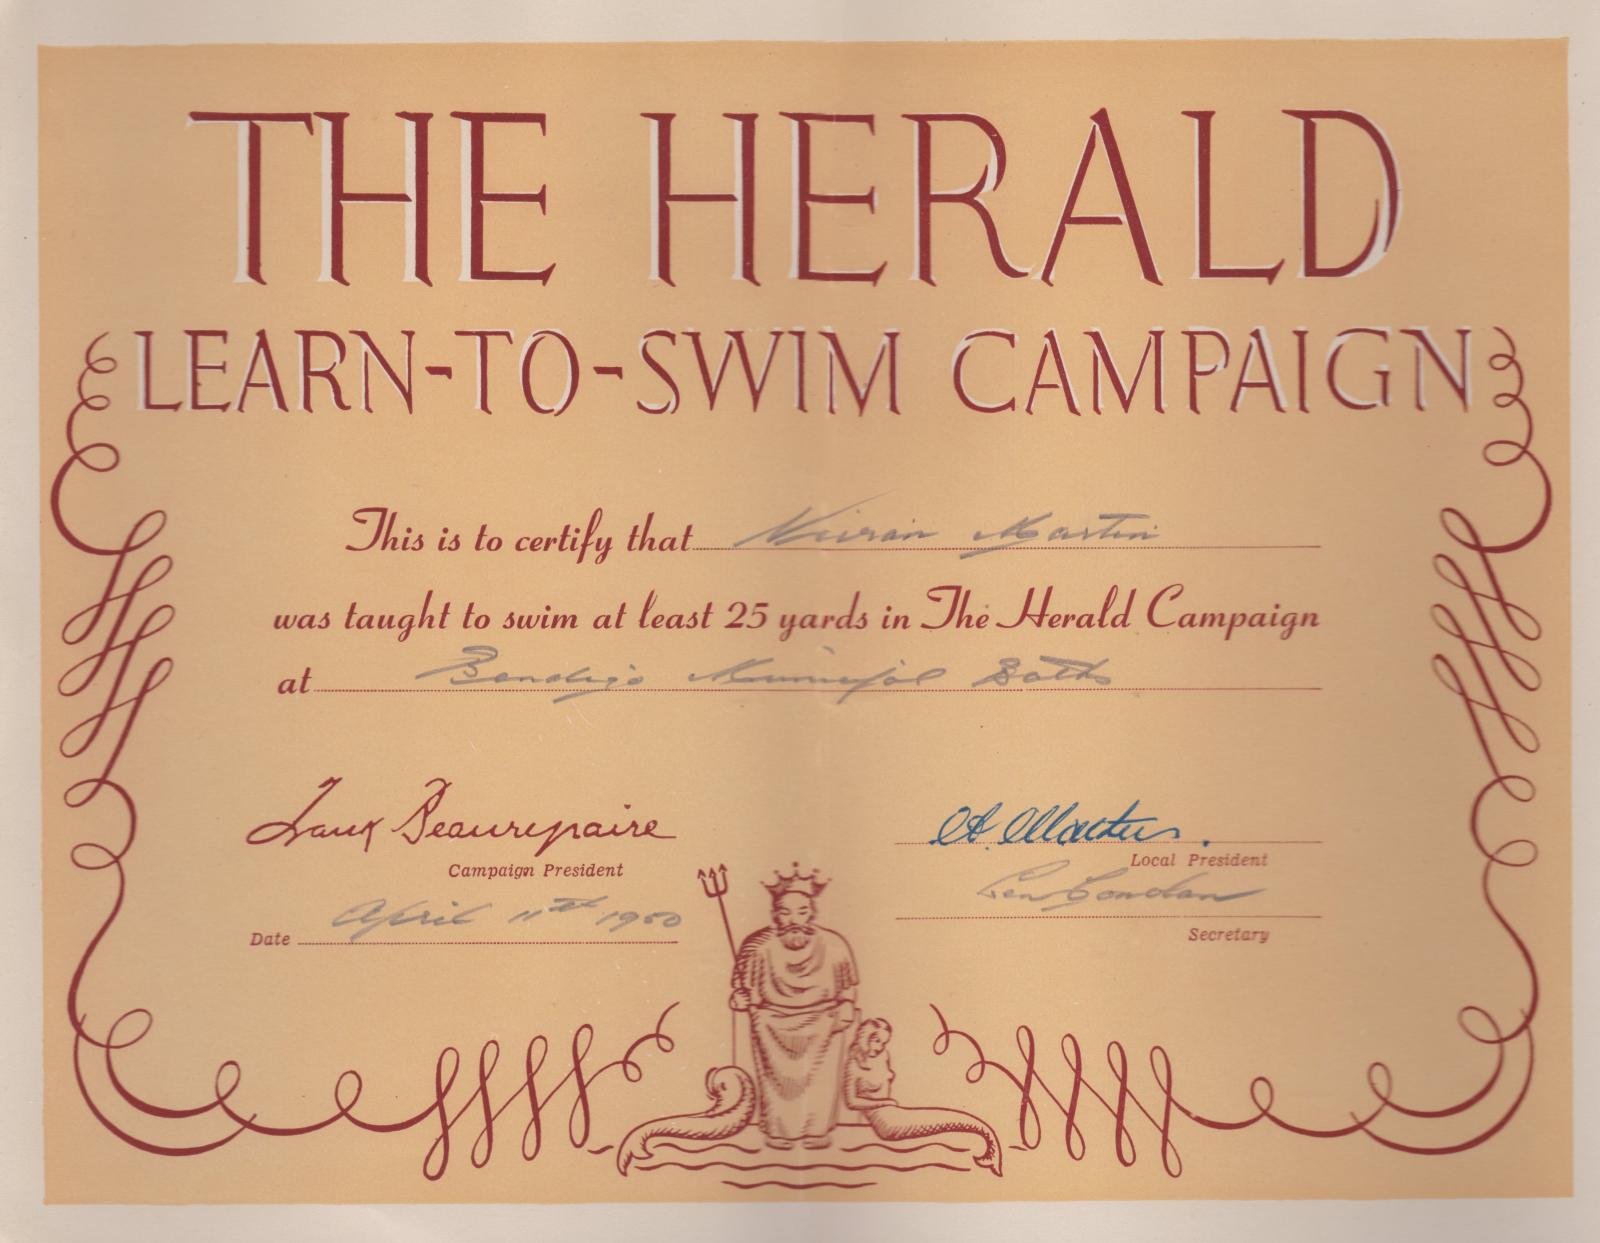 THE HERALD
LEARN-TO-SWIM CAMPAIGN
This is to certify that Martin
was taught to swim at least 25 yards in The Herald Campaign
at Bendigo Municipal Baths
Frank Beaurepaire
Campaign President
Local President
Date April 11th 1950
Secretary